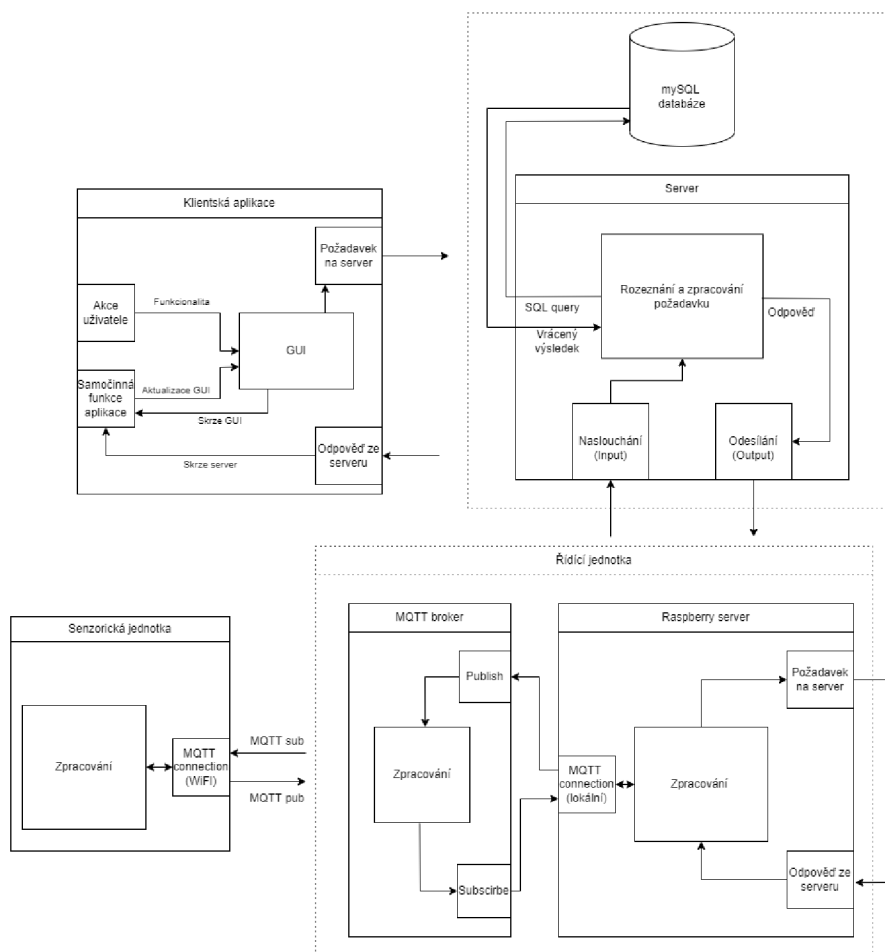 mySQL
databáze
Server
Rozeznání a zpracování
požadavku
SQL query
Vrácený
výsledek
Odpověď
Naslouchání
(Input)
Odesílání
(Output)
Klientská aplikace
Požadavek
na server
Akce
uživatele
Funkcionalita
GUI
Samočinná
funkce
aplikace
Aktualizace GUI
Skrze GUI
Odpověď ze
serveru
Skrze server
Řídící jednotka
Senzorická jednotka
Zpracování
MQTT
connection
(WiFI)
MQTT sub
MQTT pub
MQTT broker
Publish
Zpracování
Subscirbe
Raspberry server
Požadavek
na server
MQTT
connection
(lokální)
Zpracování
Odpověď ze
serveru